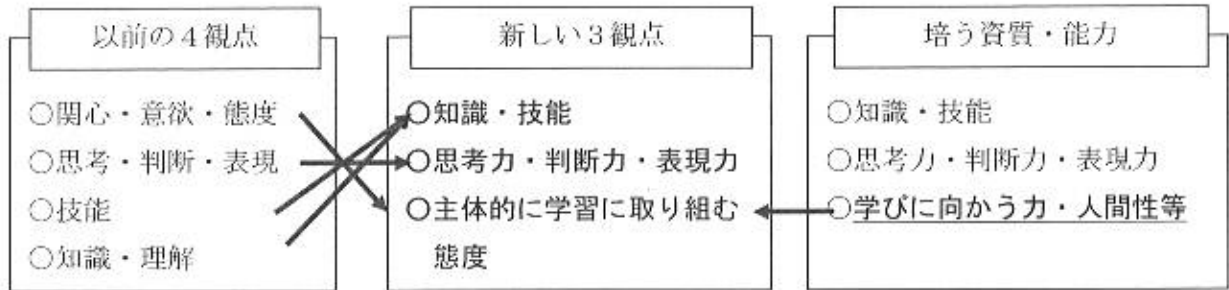 以前の４観点
○関心・意欲・態度
○思考・判断・表現
○技能
○知識・理解
新しい３観点
○知識・技能
○思考力・判断力・表現力
○主体的に学習に取り組む
態度
培う資質・能力
○知識・技能
○思考力・判断力・表現力
○学びに向かう力・人間性等